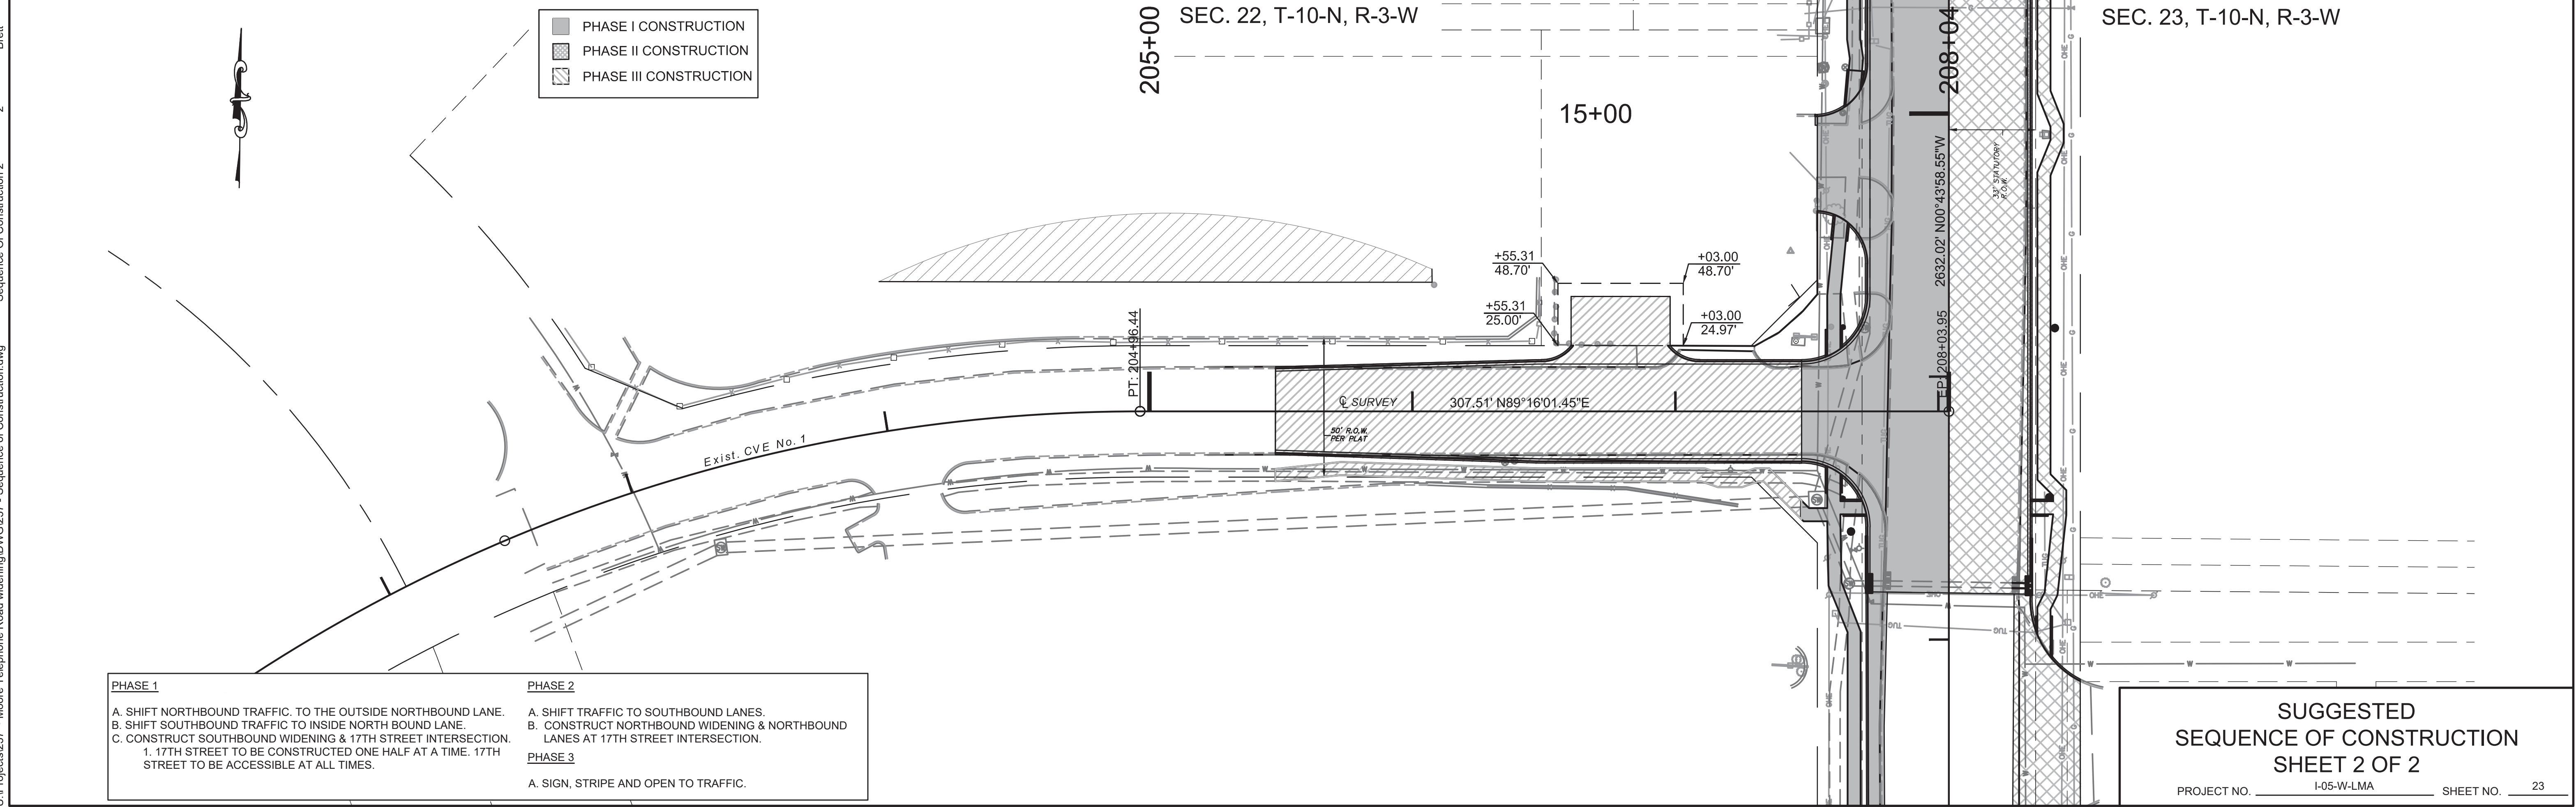 PHASE I CONSTRUCTION
PHASE II CONSTRUCTION
PHASE III CONSTRUCTION
205+00
SEC. 22, T-10-N, R-3-W
208+04
SEC. 23, T-10-N, R-3-W
15+00
33' STATUTORY
R.O.W.
2632.02' N00°43'58.55"W
EP: 208+03.95
+55.31
48.70'
+03.00
48.70'
+55.31
25.00'
+03.00
24.97'
PT: 204+96.44
℄ SURVEY
307.51' N89°16'01.45"E
50' R.O.W.
PER PLAT
Exist. CVE No. 1
PHASE 1
A. SHIFT NORTHBOUND TRAFFIC. TO THE OUTSIDE NORTHBOUND LANE.
B. SHIFT SOUTHBOUND TRAFFIC TO INSIDE NORTH BOUND LANE.
C. CONSTRUCT SOUTHBOUND WIDENING & 17TH STREET INTERSECTION.
1. 17TH STREET TO BE CONSTRUCTED ONE HALF AT A TIME. 17TH
STREET TO BE ACCESSIBLE AT ALL TIMES.
PHASE 2
A. SHIFT TRAFFIC TO SOUTHBOUND LANES.
B. CONSTRUCT NORTHBOUND WIDENING & NORTHBOUND
LANES AT 17TH STREET INTERSECTION.
PHASE 3
A. SIGN, STRIPE AND OPEN TO TRAFFIC.
SUGGESTED
SEQUENCE OF CONSTRUCTION
SHEET 2 OF 2
PROJECT NO. I-05-W-LMA SHEET NO. 23
OHE
TUG
G
W